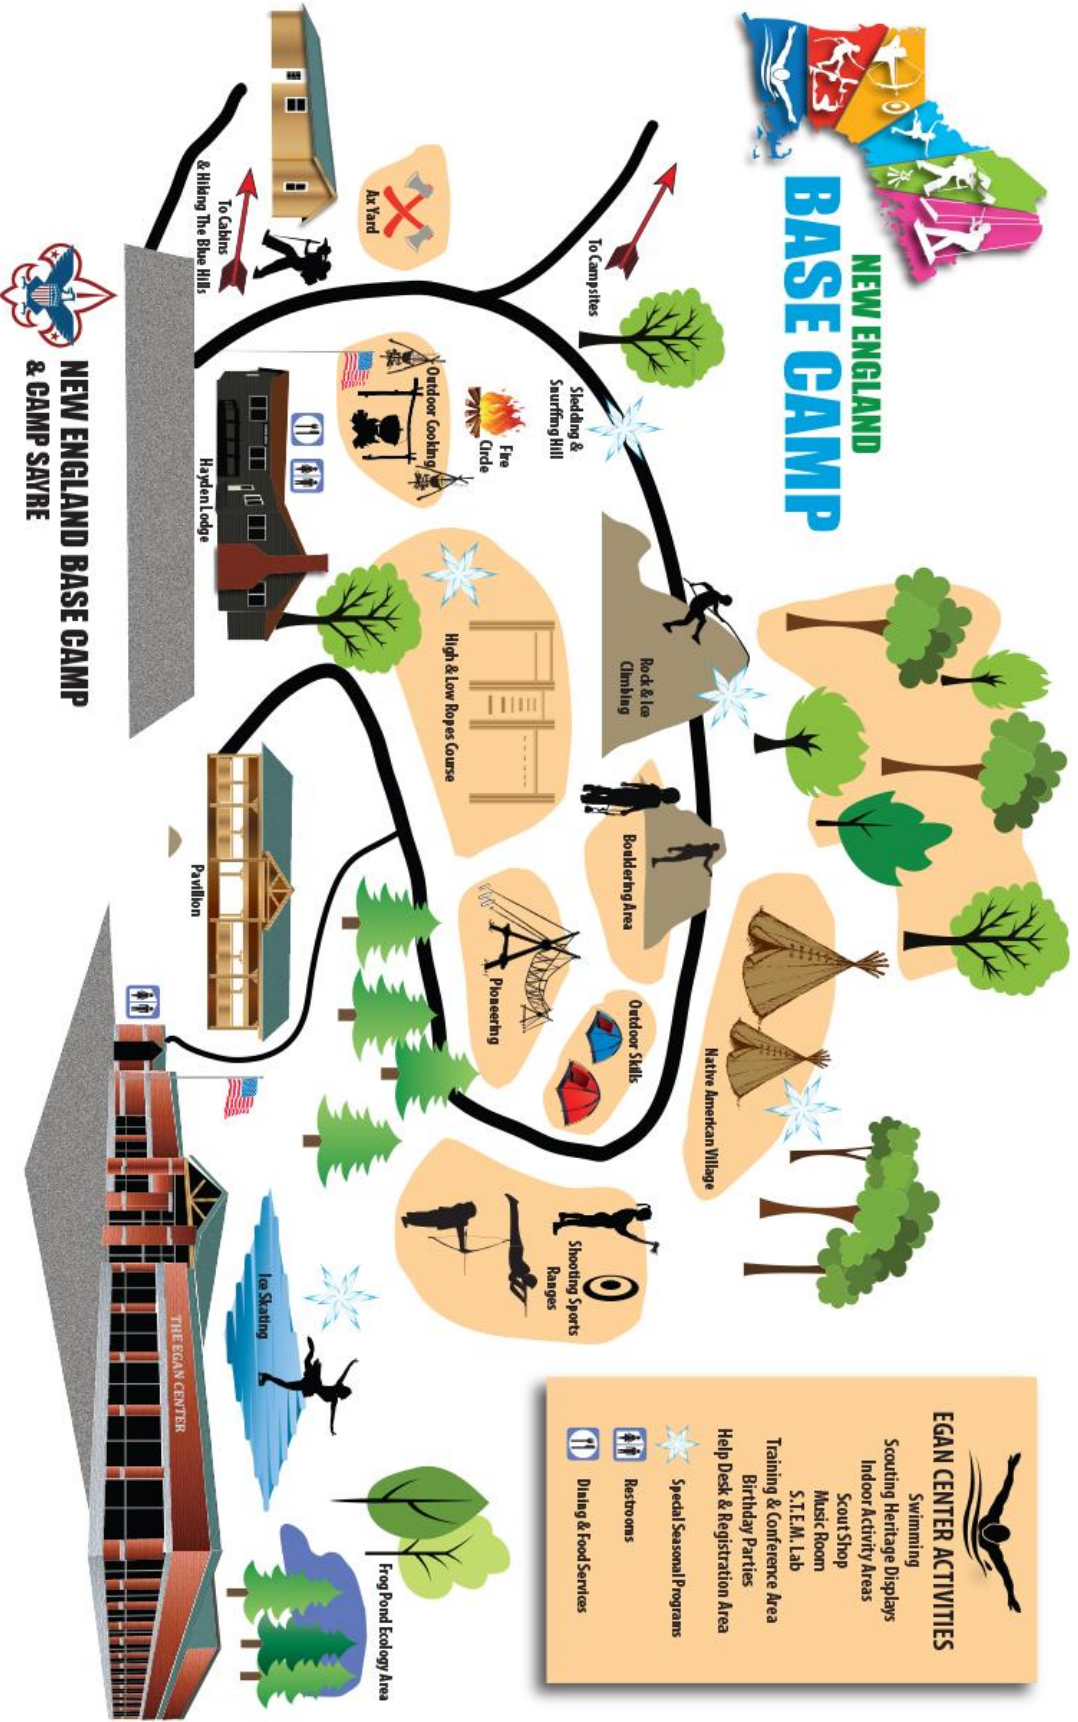 NEW ENGLAND
BASE CAMP
To Campsites
Ax Yard
To Cabins
& Hiking The Blue Hills
Sledding &
Snurffing Hill
Fire
Circle
Outdoor Cooking
Hayden Lodge
Rock & Ice
Climbing
High & Low Ropes Course
Bouldering Area
Pioneering
Outdoor Skills
Native American Village
Pavillion
Shooting Sports
Ranges
Ice Skating
THE EGAN CENTER
Frog Pond Ecology Area
EGAN CENTER ACTIVITIES
Swimming
Scouting Heritage Displays
Indoor Activity Areas
Scout Shop
Music Room
S.T.E.M. Lab
Training & Conference Area
Birthday Parties
Help Desk & Registration Area
Special Seasonal Programs
Restrooms
Dining & Food Services
NEW ENGLAND BASE CAMP
& CAMP SAYRE